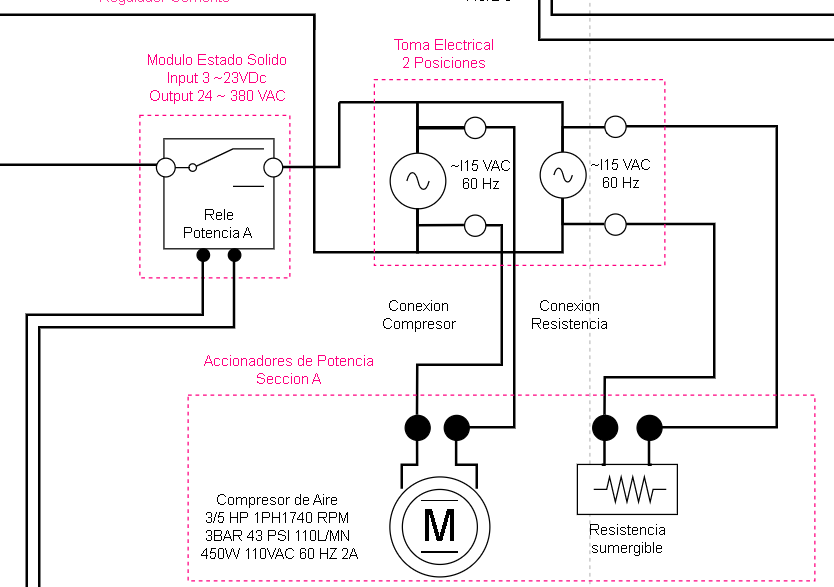 Regulador Cemento
Modulo Estado Solido
Input 3 ~23VDc
Output 24 ~ 380 VAC
Toma Electrical
2 Posiciones
~I15 VAC
60 Hz
~I15 VAC
60 Hz
Rele
Potencia A
Conexion
Compresor
Conexion
Resistencia
Accionadores de Potencia
Seccion A
Compresor de Aire
3/5 HP 1PH1740 RPM
3BAR 43 PSI 110L/MN
450W 110VAC 60 HZ 2A
M
Resistencia
sumergible